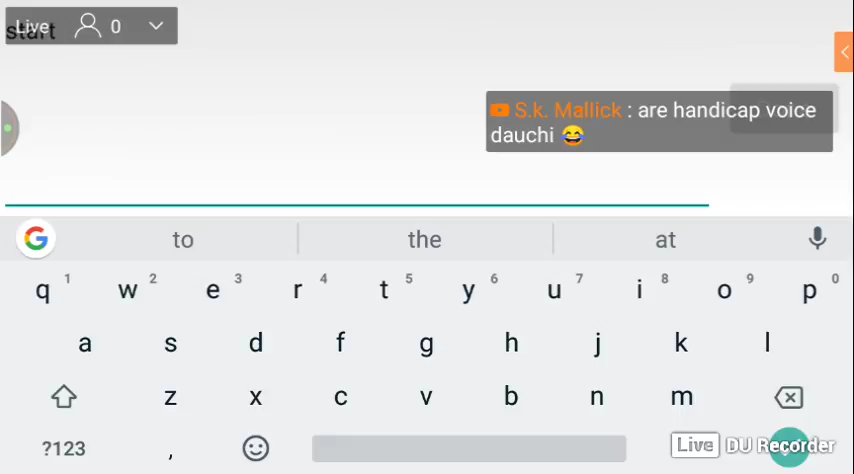 start
Live 0
S.k. Mallick : are handicap voice
dauchi 😂
to the at
q 1 w 2 e 3 r 4 t 5 y 6 u 7 i 8 o 9 p 0
a s d f g h j k l
z x c v b n m
?123 ,
Live DU Recorder